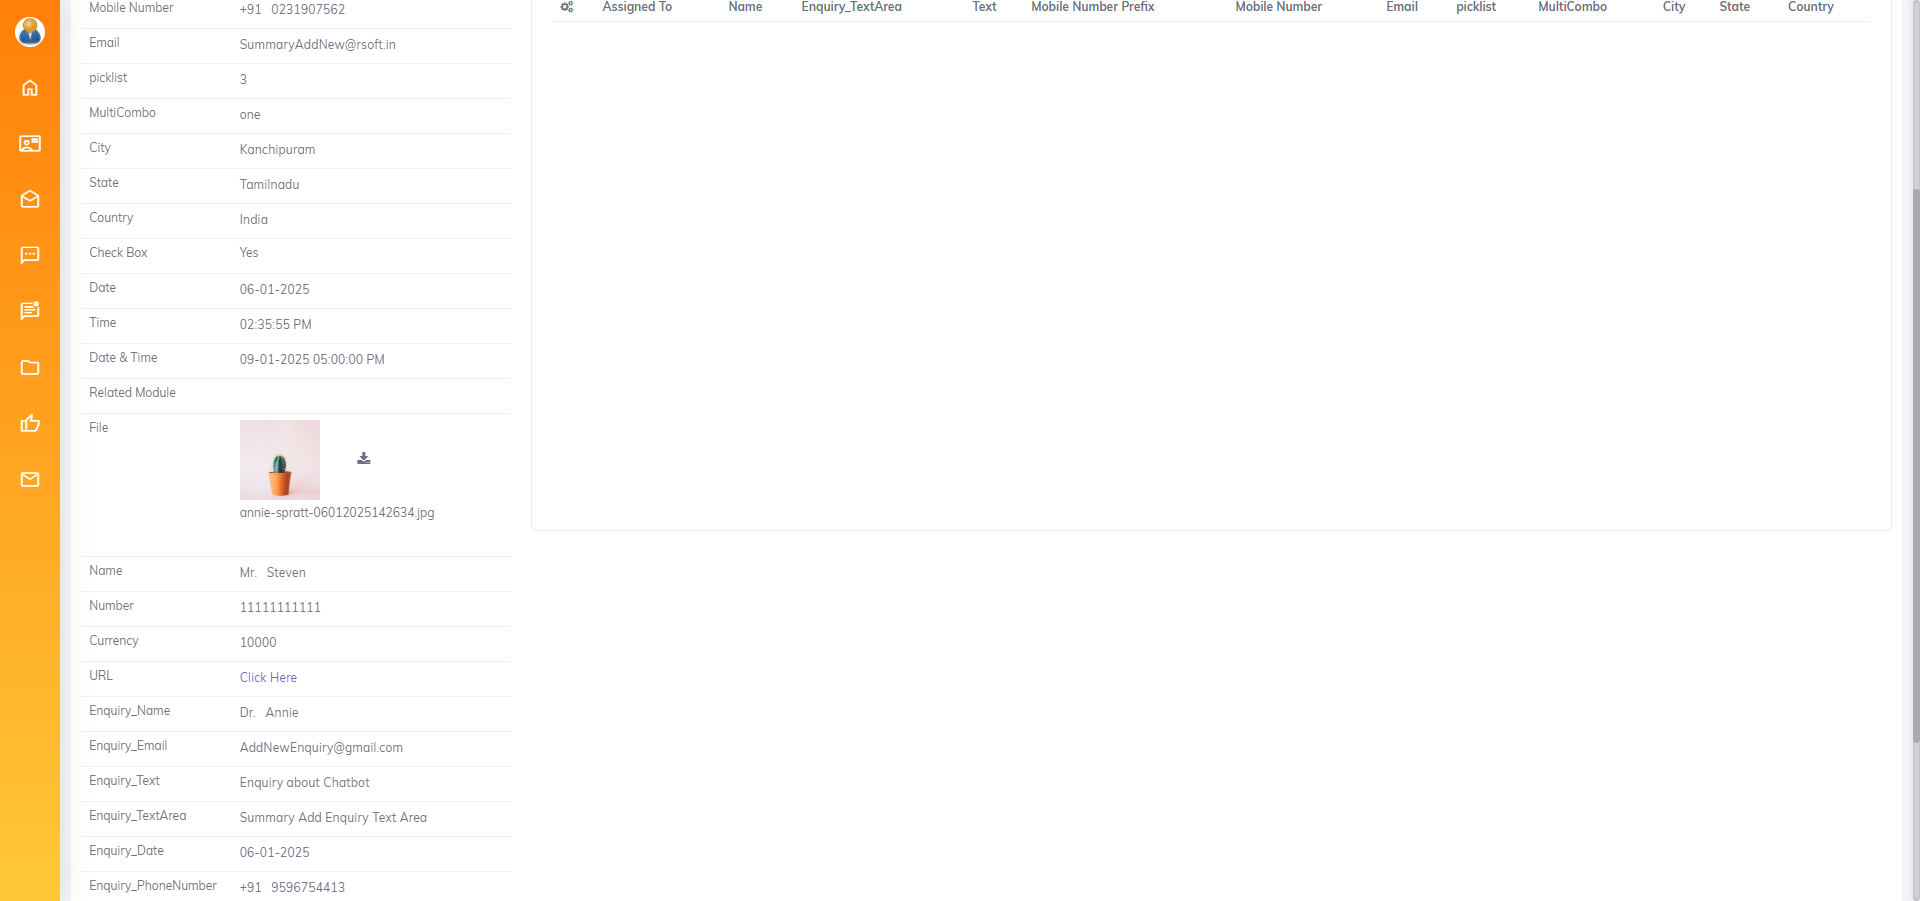 Mobile Number +91 0231907562
Email SummaryAddNew@rsoft.in
picklist 3
MultiCombo one
City Kanchipuram
State Tamilnadu
Country India
Check Box Yes
Date 06-01-2025
Time 02:35:55 PM
Date & Time 09-01-2025 05:00:00 PM
Related Module
File
annie-spratt-06012025142634.jpg
Name Mr. Steven
Number 11111111111
Currency 10000
URL Click Here
Enquiry_Name Dr. Annie
Enquiry_Email AddNewEnquiry@gmail.com
Enquiry_Text Enquiry about Chatbot
Enquiry_TextArea Summary Add Enquiry Text Area
Enquiry_Date 06-01-2025
Enquiry_PhoneNumber +91 9596754413
Assigned To Name Enquiry_TextArea Text Mobile Number Prefix Mobile Number Email picklist MultiCombo City State Country